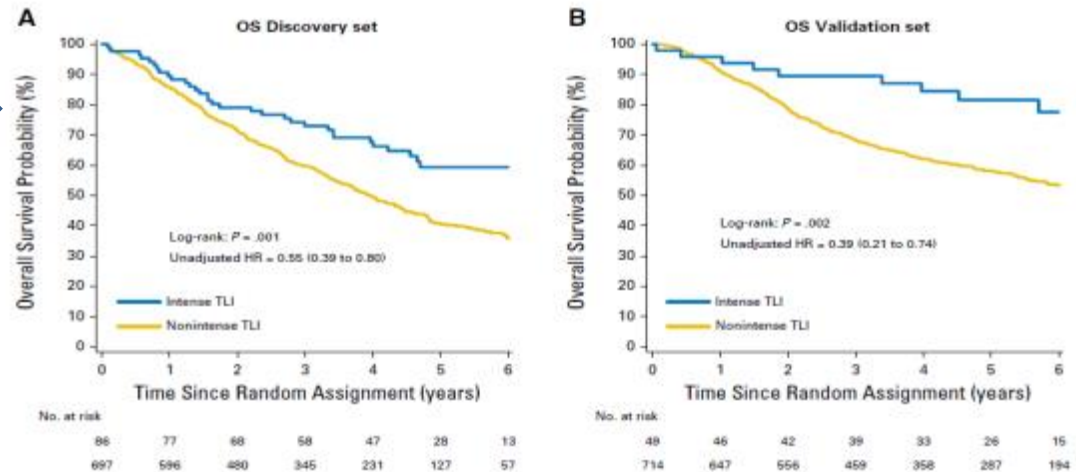 A
OS Discovery set
Overall Survival Probability (%)
100
90
80
70
60
50
40
30
20
10
0
Log-rank: P = .001
Unadjusted HR = 0.55 (0.39 to 0.80)
Intense TLI
Nonintense TLI
0 1 2 3 4 5 6
Time Since Random Assignment (years)
No. at risk
86 77 68 58 47 28 13
697 596 480 345 231 127 57
B
OS Validation set
Overall Survival Probability (%)
100
90
80
70
60
50
40
30
20
10
0
Log-rank: P = .002
Unadjusted HR = 0.39 (0.21 to 0.74)
Intense TLI
Nonintense TLI
0 1 2 3 4 5 6
Time Since Random Assignment (years)
No. at risk
49 46 42 39 33 26 15
714 647 556 459 358 287 194